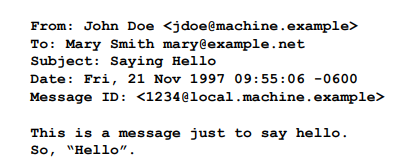 From: John Doe <jdoe@machine.example>
To: Mary Smith mary@example.net
Subject: Saying Hello
Date: Fri, 21 Nov 1997 09:55:06 -0600
Message ID: <1234@local.machine.example>

This is a message just to say hello.
So, “Hello”.